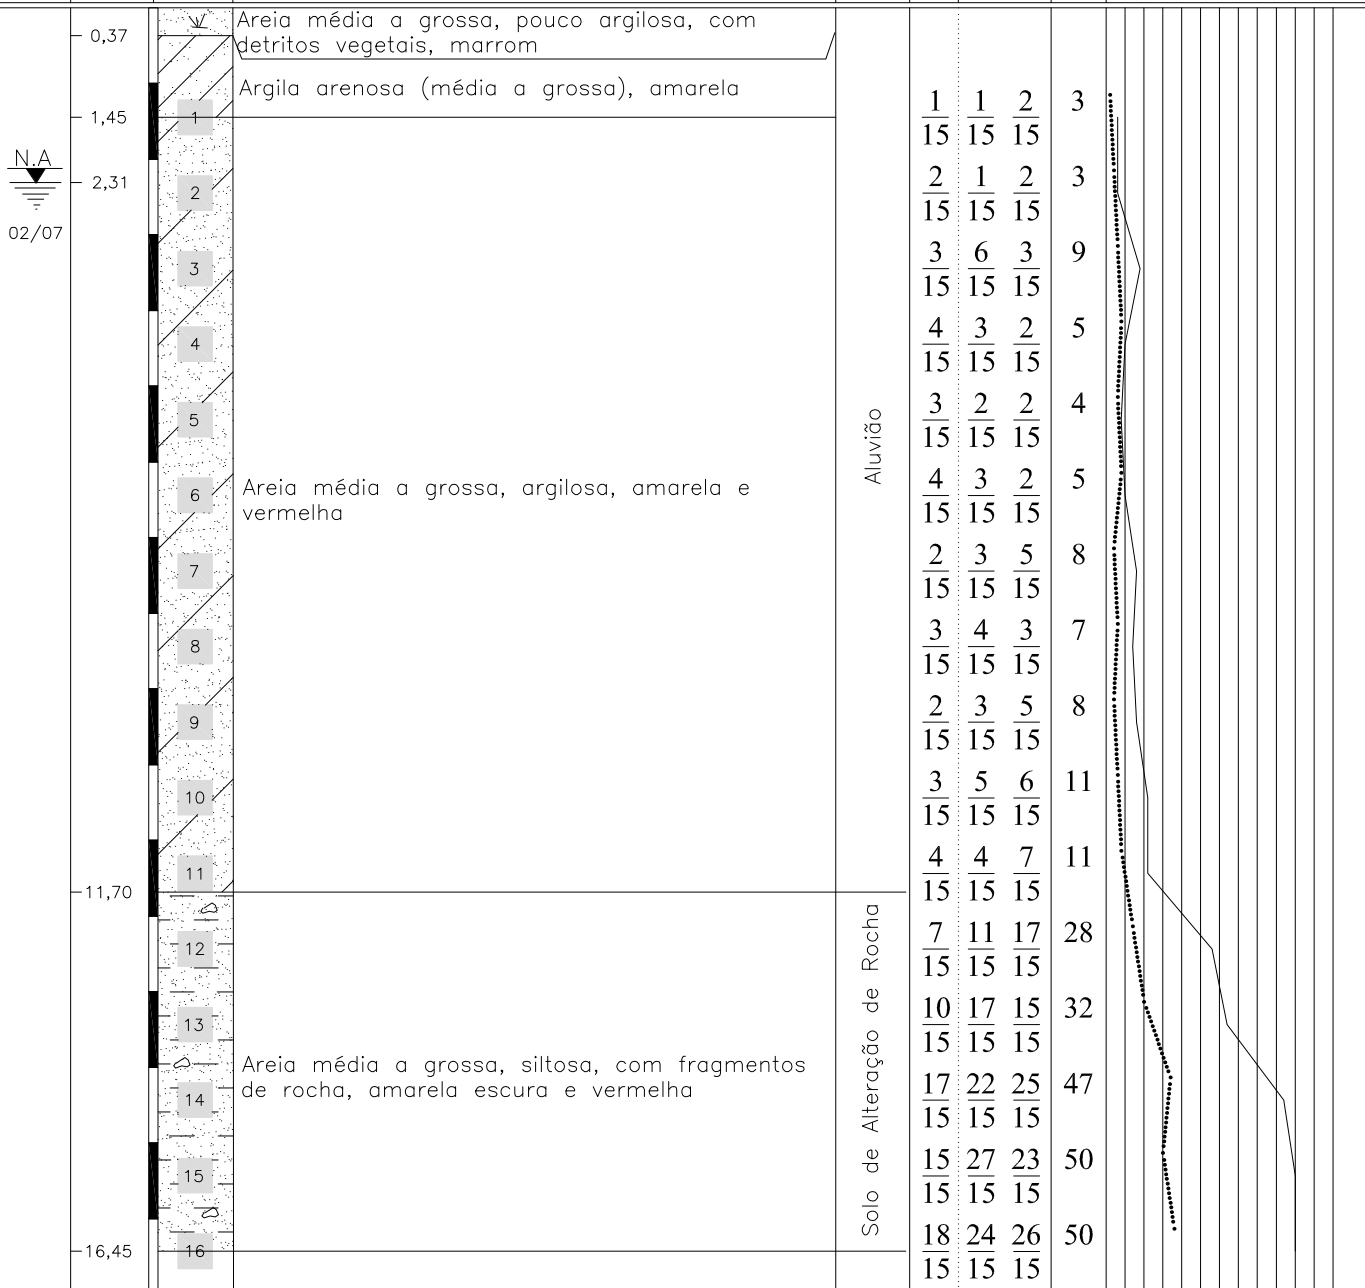 Areia média a grossa, pouco argilosa, com
0,37
detritos vegetais, marrom
Argila arenosa (média a grossa), amarela
1,45
1
1 1 2 3
15 15 15
N.A
2,31
2
2 1 2 3
15 15 15
02/07
3
3 6 3 9
15 15 15
4
4 3 2 5
15 15 15
5
3 2 2 4
15 15 15
Aluvião
6
Areia média a grossa, argilosa, amarela e
vermelha
4 3 2 5
15 15 15
7
2 3 5 8
15 15 15
8
3 4 3 7
15 15 15
9
2 3 5 8
15 15 15
10
3 5 6 11
15 15 15
11
4 4 7 11
15 15 15
11,70
12
7 11 17 28
15 15 15
13
10 17 15 32
15 15 15
Solo de Alteração de Rocha
Areia média a grossa, siltosa, com fragmentos
de rocha, amarela escura e vermelha
14
17 22 25 47
15 15 15
15
15 27 23 50
15 15 15
16,45
16
18 24 26 50
15 15 15